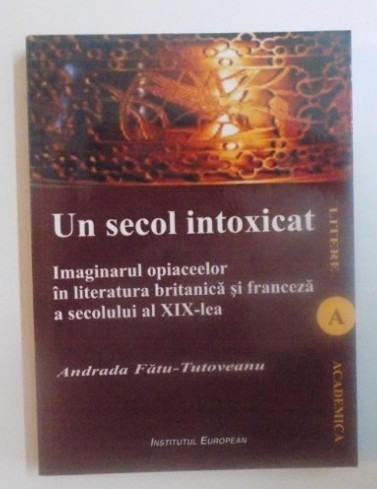 Un secol intoxicat
Imaginarul opiaceelor
în literatura britanică și franceză
a secolului al XIX-lea
Andrada Fătu-Tutoveanu
INSTITUTUL EUROPEAN
LITERE
A
ACADEMICA